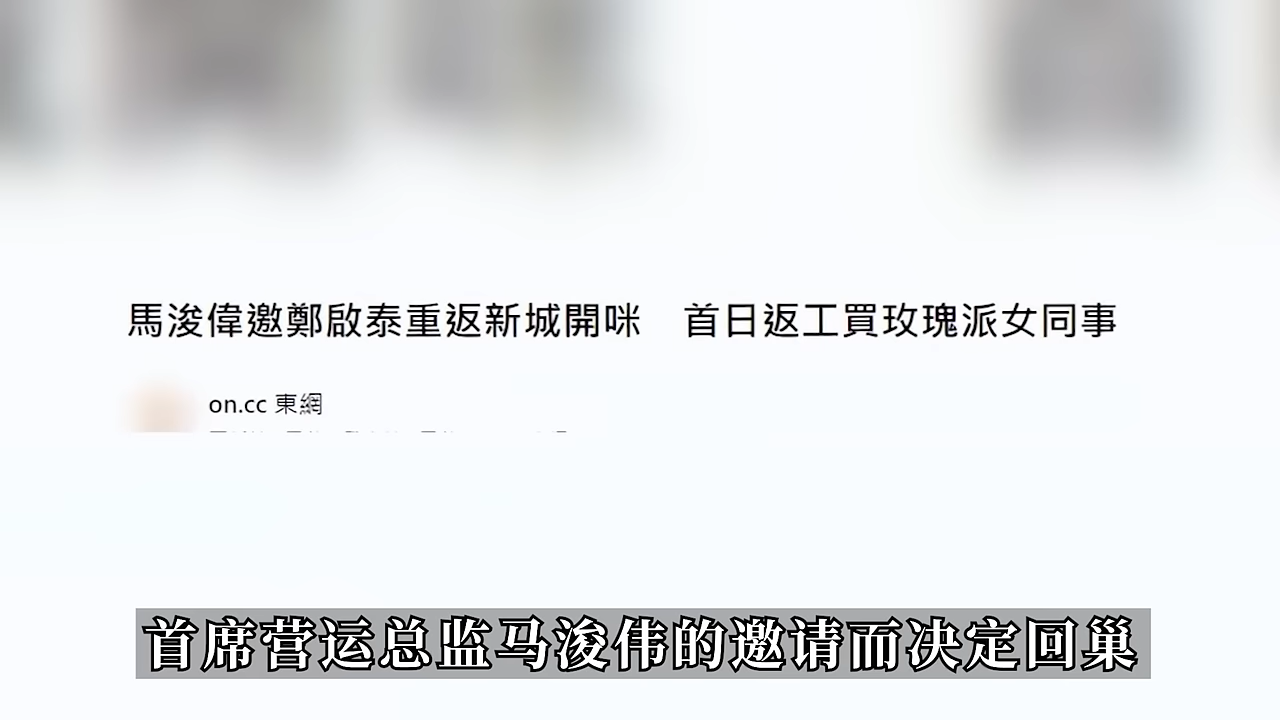 馬浚偉邀鄭啟泰重返新城開咪　首日返工買玫瑰派女同事
on.cc 東網
首席营运总监马浚伟的邀请而决定回巢